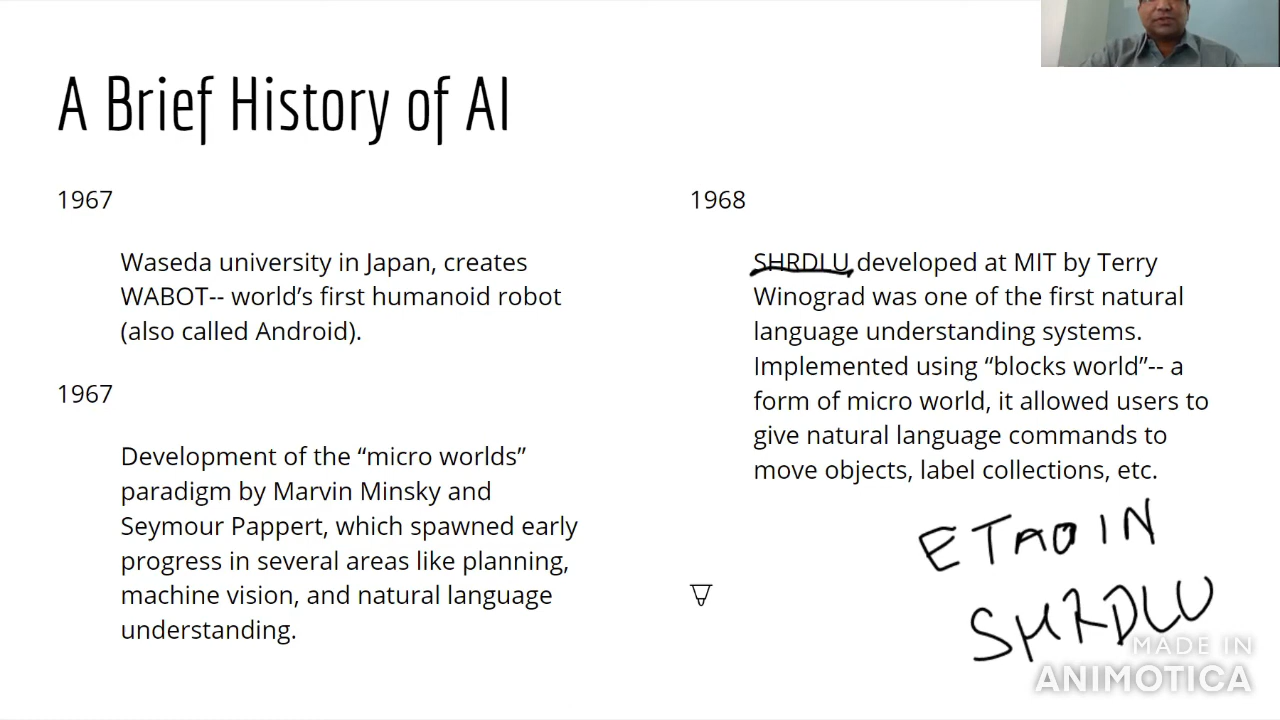 A Brief History of AI
1967
Waseda university in Japan, creates
WABOT-- world's first humanoid robot
(also called Android).
1967
Development of the “micro worlds”
paradigm by Marvin Minsky and
Seymour Pappert, which spawned early
progress in several areas like planning,
machine vision, and natural language
understanding.
1968
SHRDLU developed at MIT by Terry
Winograd was one of the first natural
language understanding systems.
Implemented using “blocks world”-- a
form of micro world, it allowed users to
give natural language commands to
move objects, label collections, etc.
ETAOIN
SHRDLU
MADE IN
ANIMOTICA